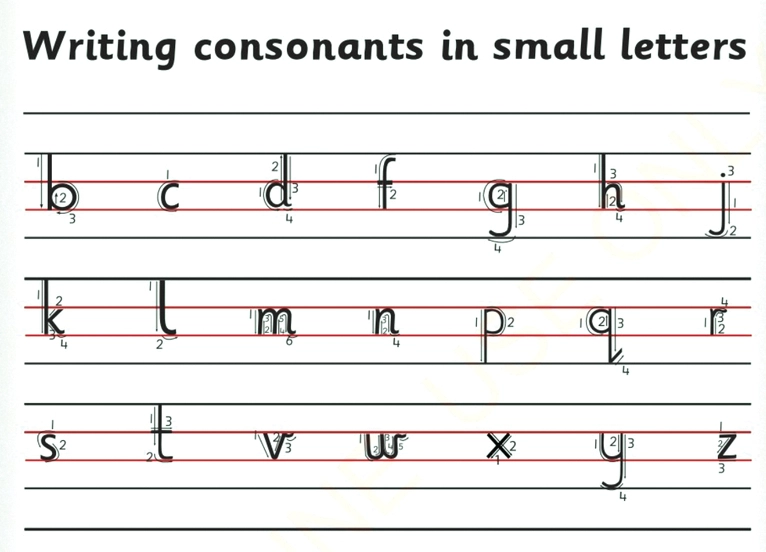 Writing consonants in small letters
b c d f g h j
k l m n p q r
s t v w x y z